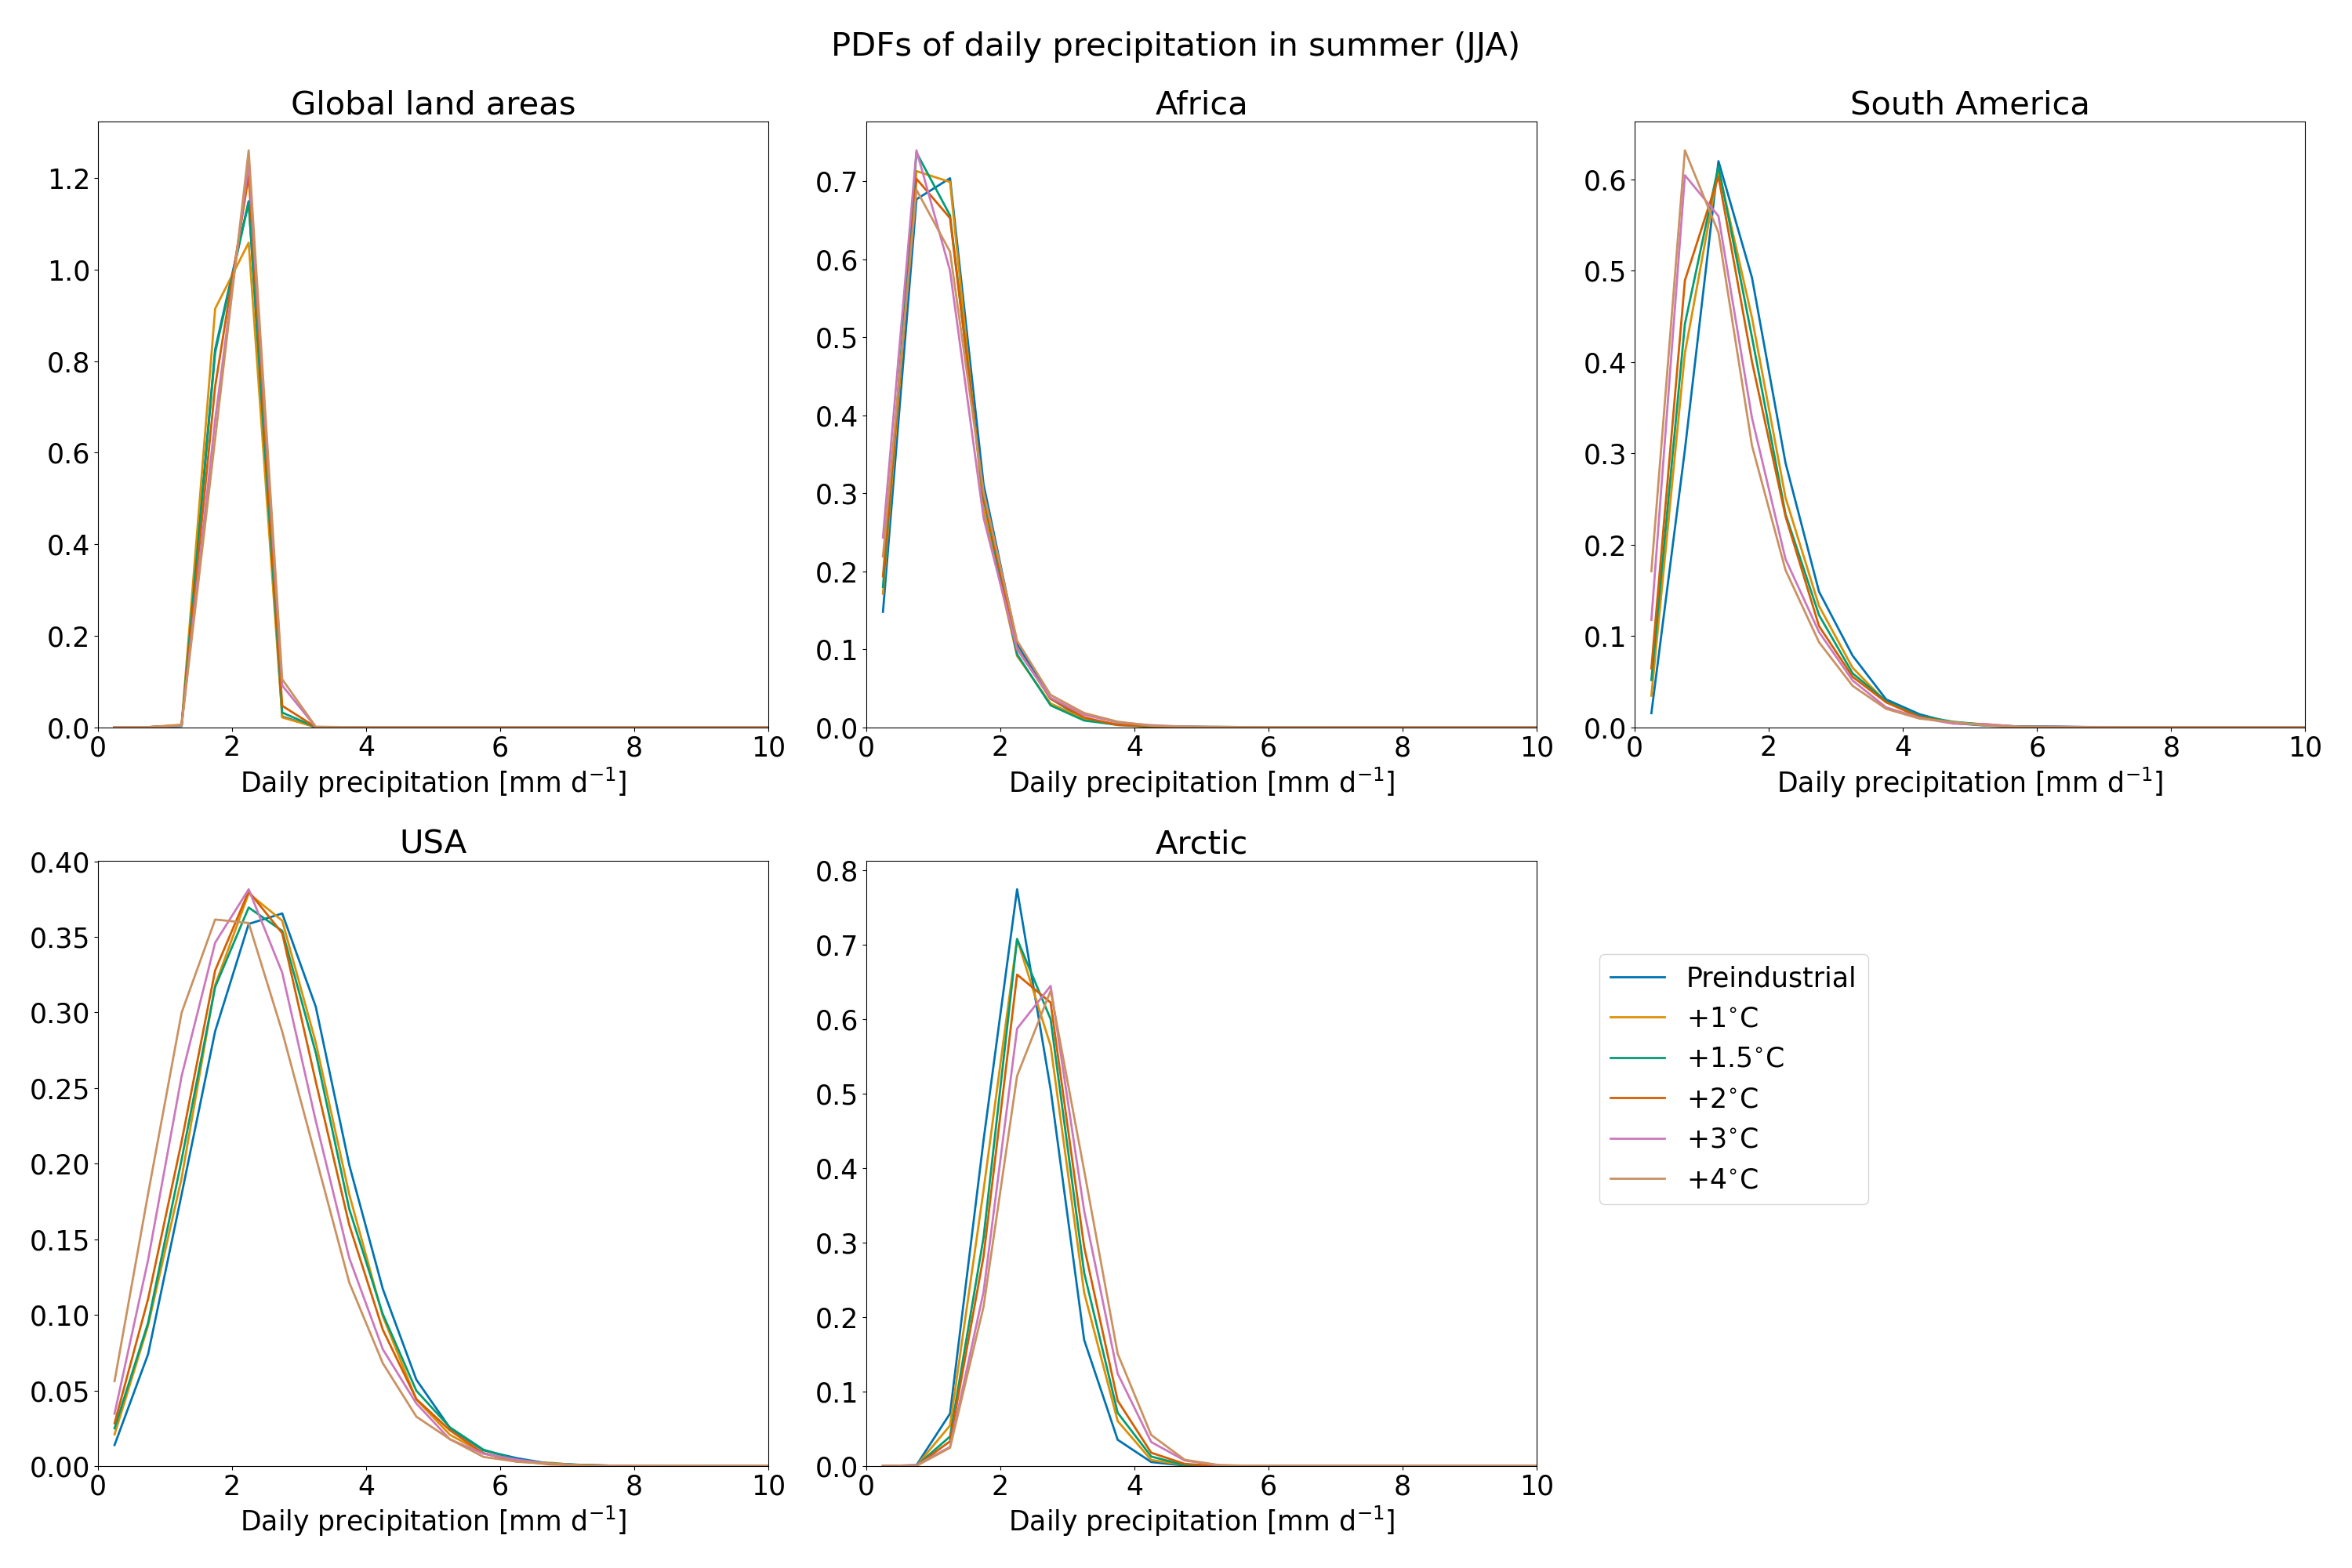 PDFs of daily precipitation in summer (JJA)
Global land areas
1.2
1.0
0.8
0.6
0.4
0.2
0.0
0 2 4 6 8 10
Daily precipitation [mm d⁻¹]
Africa
0.7
0.6
0.5
0.4
0.3
0.2
0.1
0.0
0 2 4 6 8 10
Daily precipitation [mm d⁻¹]
South America
0.6
0.5
0.4
0.3
0.2
0.1
0.0
0 2 4 6 8 10
Daily precipitation [mm d⁻¹]
USA
0.40
0.35
0.30
0.25
0.20
0.15
0.10
0.05
0.00
0 2 4 6 8 10
Daily precipitation [mm d⁻¹]
Arctic
0.8
0.7
0.6
0.5
0.4
0.3
0.2
0.1
0.0
0 2 4 6 8 10
Daily precipitation [mm d⁻¹]
Preindustrial
+1°C
+1.5°C
+2°C
+3°C
+4°C